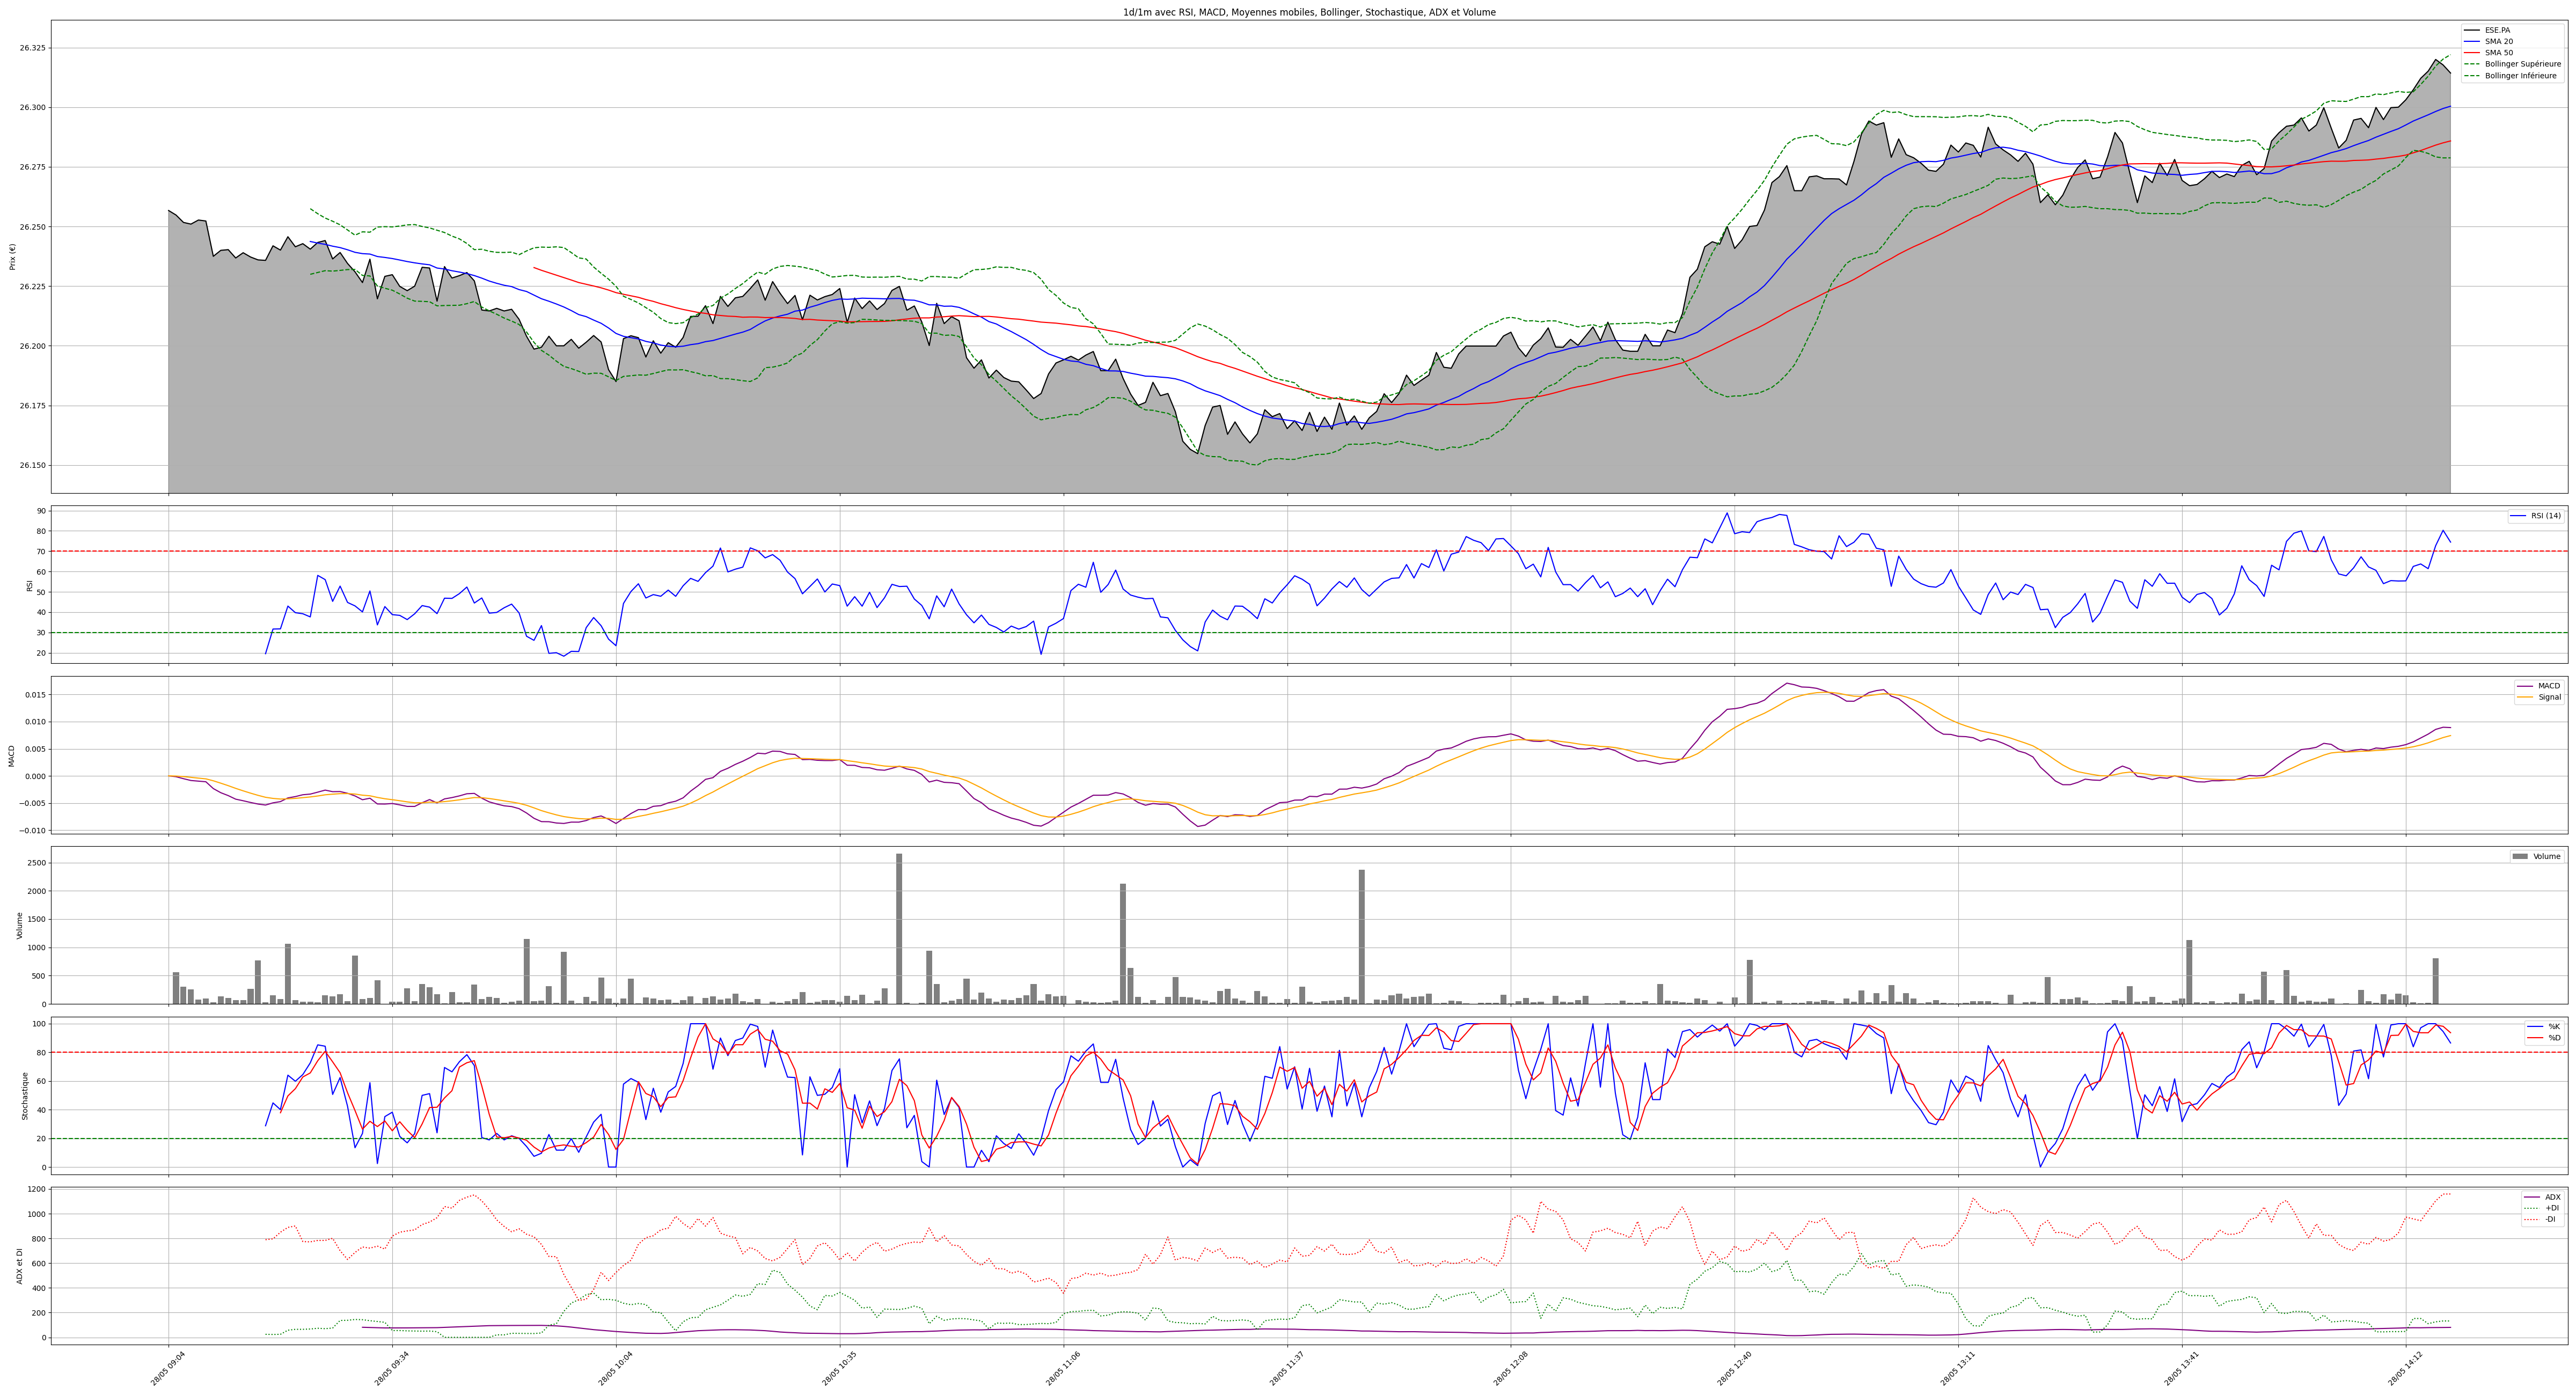 1d/1m avec RSI, MACD, Moyennes mobiles, Bollinger, Stochastique, ADX et Volume
Prix (€)
26.325
26.300
26.275
26.250
26.225
26.200
26.175
26.150
ESE.PA
SMA 20
SMA 50
Bollinger Supérieure
Bollinger Inférieure
RSI
90
80
70
60
50
40
30
20
RSI (14)
MACD
0.015
0.010
0.005
0.000
−0.005
−0.010
MACD
Signal
Volume
2500
2000
1500
1000
500
0
Volume
Stochastique
100
80
60
40
20
0
%K
%D
ADX et DI
1200
1000
800
600
400
200
0
ADX
+DI
-DI
28/05 09:04
28/05 09:34
28/05 10:04
28/05 10:35
28/05 11:06
28/05 11:37
28/05 12:08
28/05 12:40
28/05 13:11
28/05 13:41
28/05 14:12